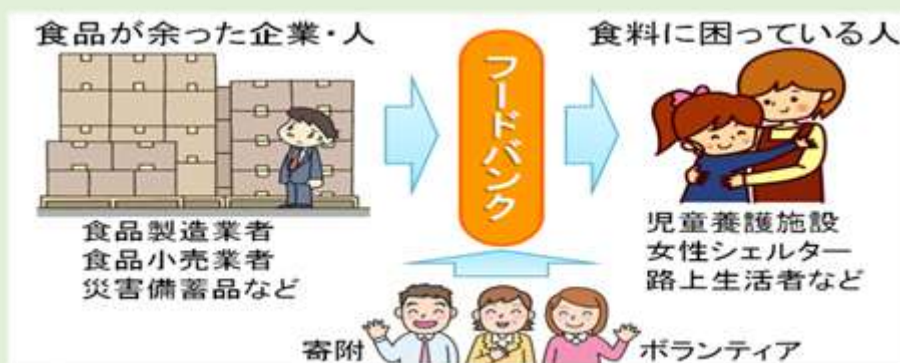 食品が余った企業・人
食品製造業者
食品小売業者
災害備蓄品など
フードバンク
食料に困っている人
児童養護施設
女性シェルター
路上生活者など
寄附
ボランティア